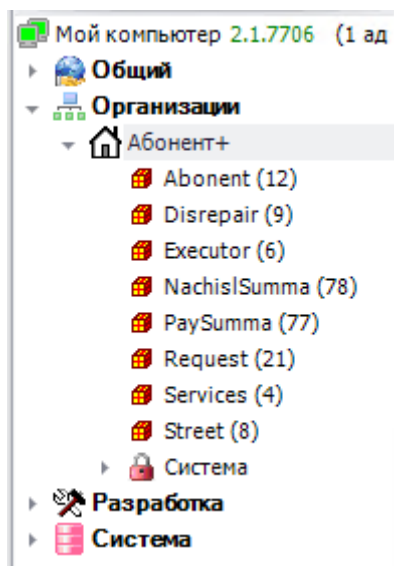 Мой компьютер 2.1.7706 (1 ад
Общий
Организации
Абонент+
Abonent (12)
Disrepair (9)
Executor (6)
NachislSumma (78)
PaySumma (77)
Request (21)
Services (4)
Street (8)
Система
Разработка
Система